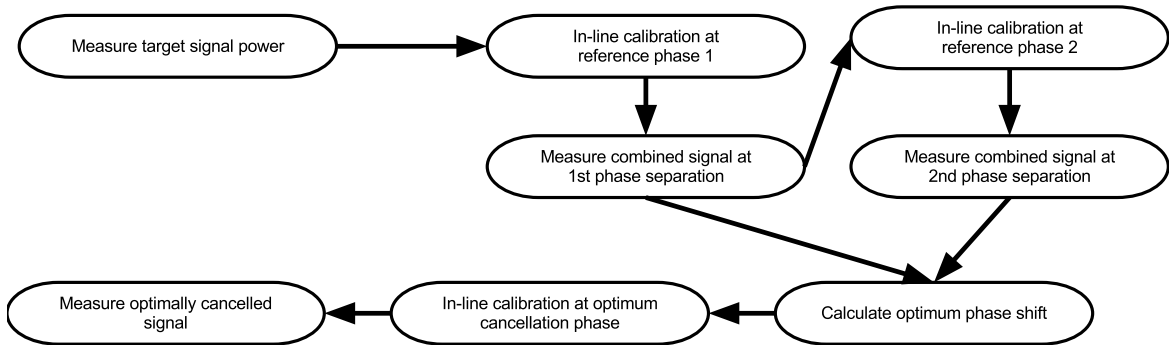 Measure target signal power
In-line calibration at
reference phase 1
In-line calibration at
reference phase 2
Measure combined signal at
1st phase separation
Measure combined signal at
2nd phase separation
Measure optimally cancelled
signal
In-line calibration at optimum
cancellation phase
Calculate optimum phase shift